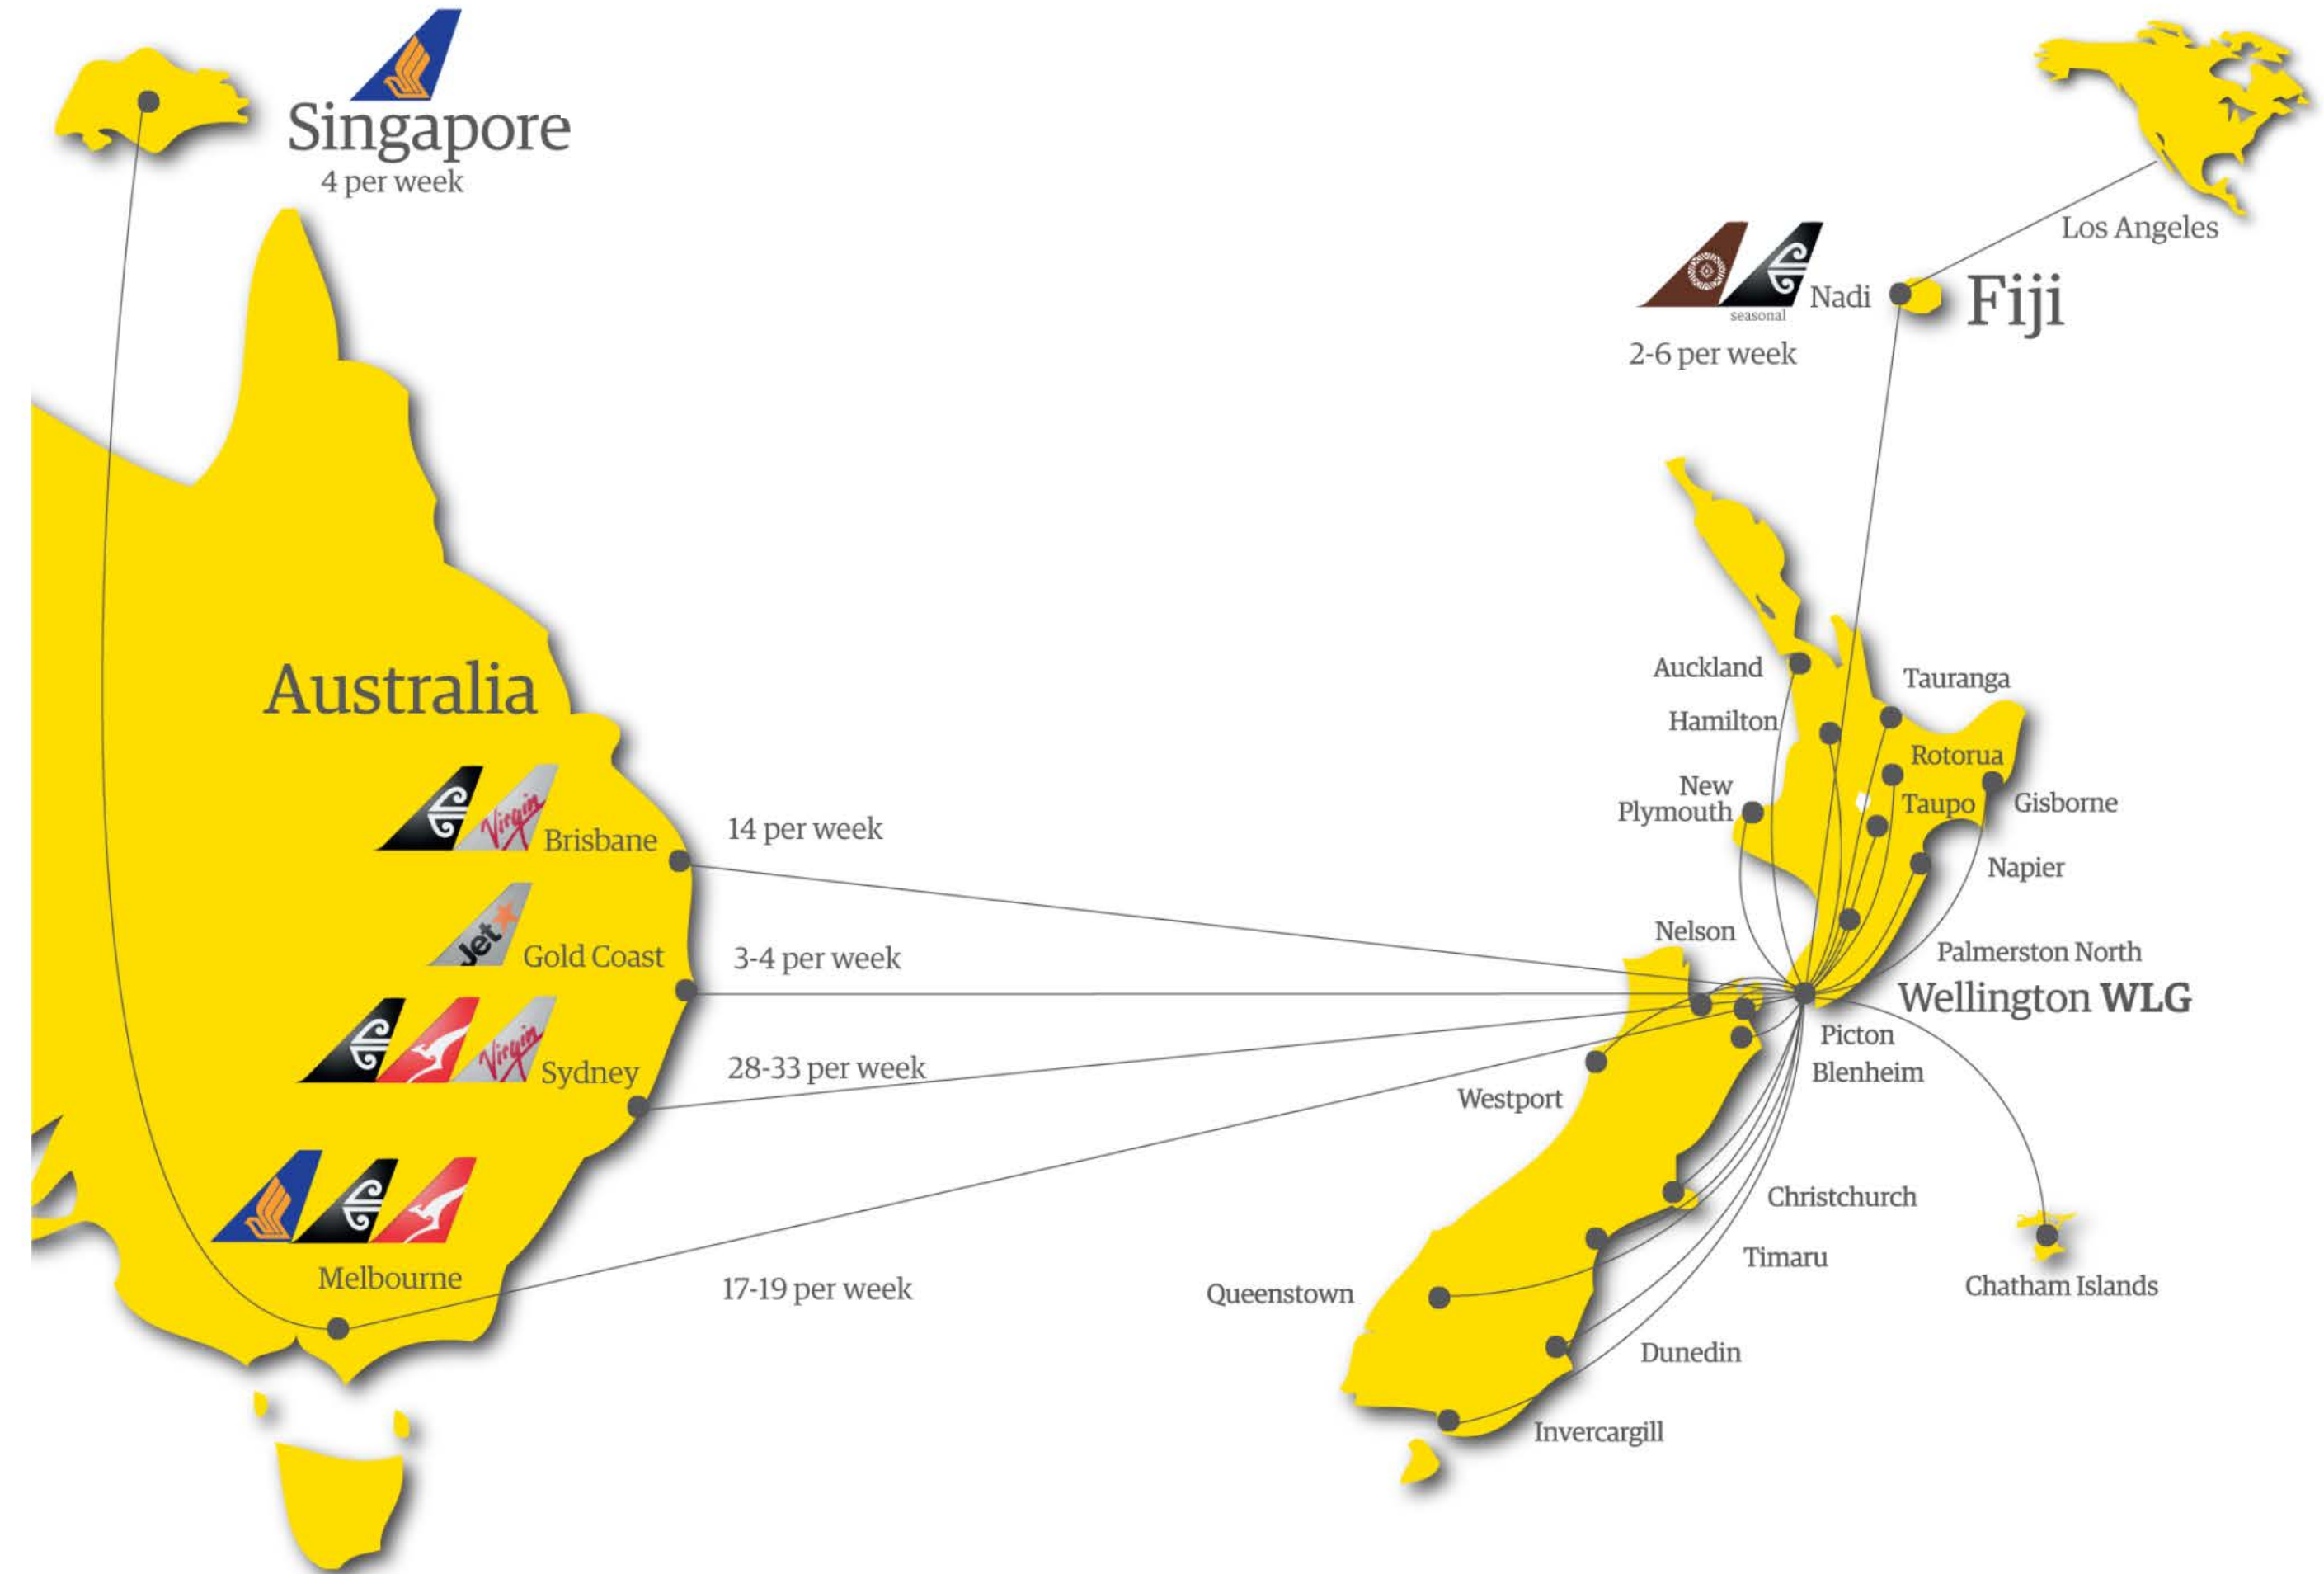 Singapore
4 per week
Los Angeles
Nadi
Fiji
seasonal
2-6 per week
Australia
Auckland
Tauranga
Hamilton
Rotorua
New
Plymouth
Taupo
Gisborne
Virgin
Brisbane
14 per week
Napier
Jet
Gold Coast
3-4 per week
Nelson
Palmerston North
Wellington WLG
Virgin
Sydney
28-33 per week
Picton
Blenheim
Westport
Christchurch
Timaru
Melbourne
17-19 per week
Queenstown
Chatham Islands
Dunedin
Invercargill